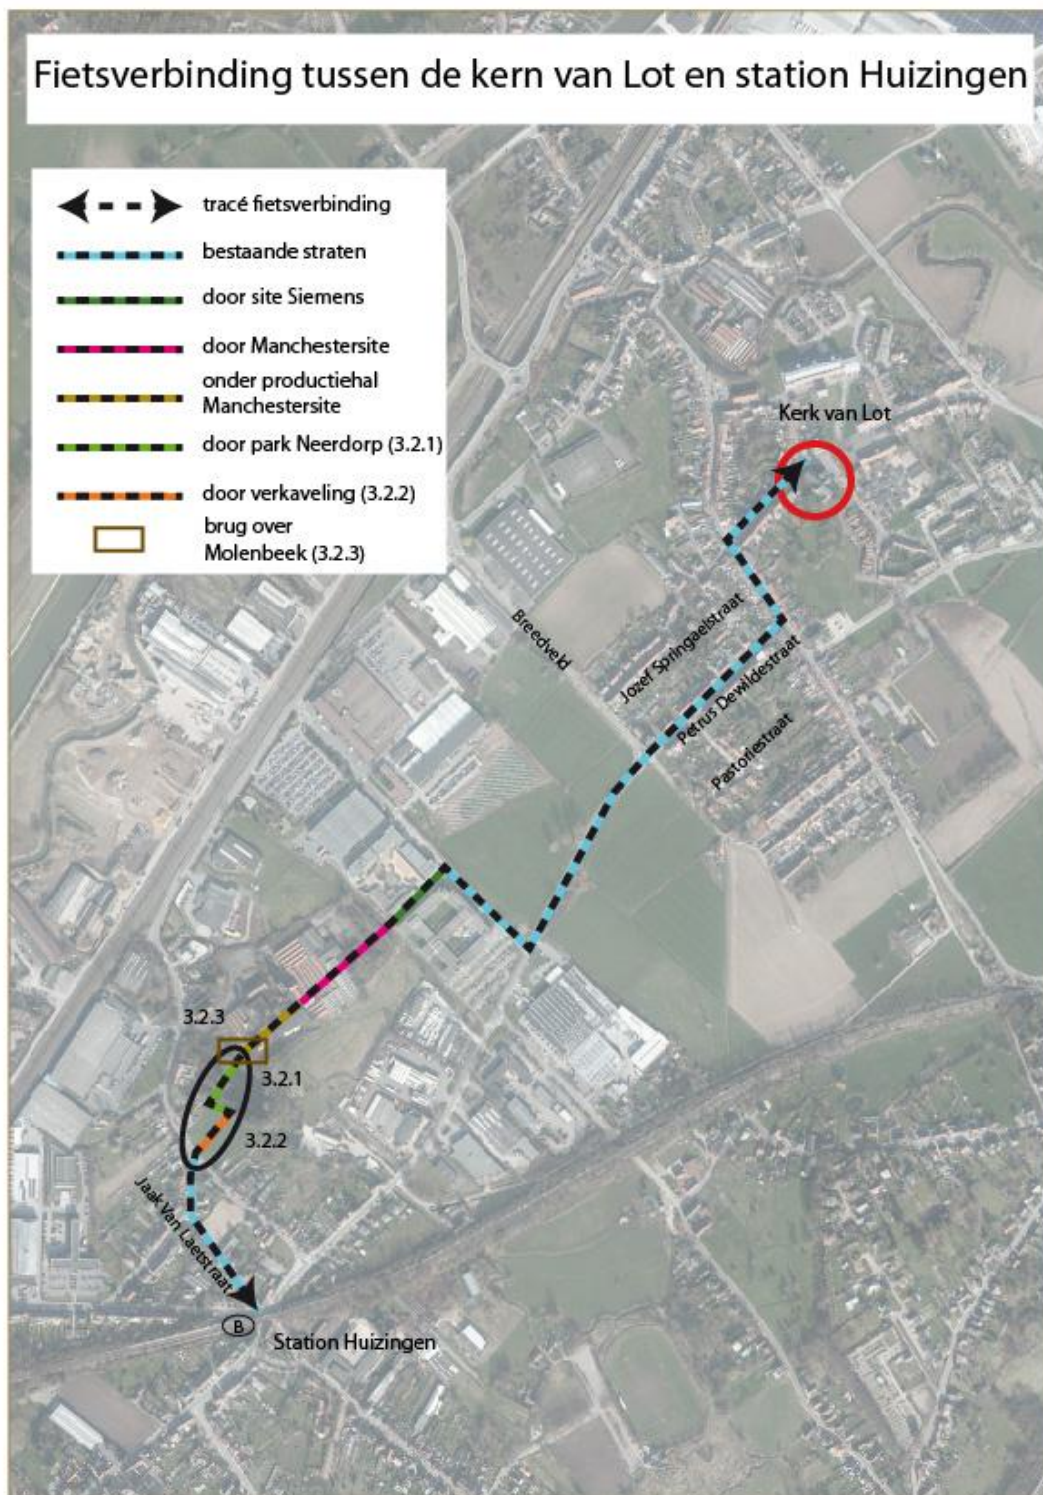 Fietsverbinding tussen de kern van Lot en station Huizingen
tracé fietsverbinding
bestaande straten
door site Siemens
door Manchestersite
onder productiehal
Manchestersite
door park Neerdorp (3.2.1)
door verkaveling (3.2.2)
brug over
Molenbeek (3.2.3)
Kerk van Lot
Breedveld
Jozef Springaelstraat
Petrus Dewildestraat
Pastoriestraat
3.2.3
3.2.1
3.2.2
Jaak Van Laetstraat
B
Station Huizingen